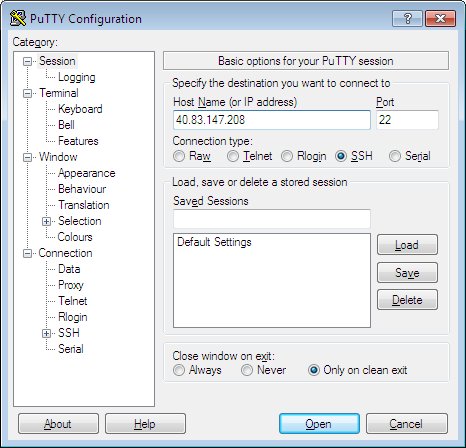 PuTTY Configuration
?
X
Category:
Session
Logging
Terminal
Keyboard
Bell
Features
Window
Appearance
Behaviour
Translation
Selection
Colours
Connection
Data
Proxy
Telnet
Rlogin
SSH
Serial
Basic options for your PuTTY session
Specify the destination you want to connect to
Host Name (or IP address) Port
40.83.147.208 22
Connection type:
Raw Telnet Rlogin SSH Serial
Load, save or delete a stored session
Saved Sessions
Default Settings
Load
Save
Delete
Close window on exit:
Always Never Only on clean exit
About Help Open Cancel